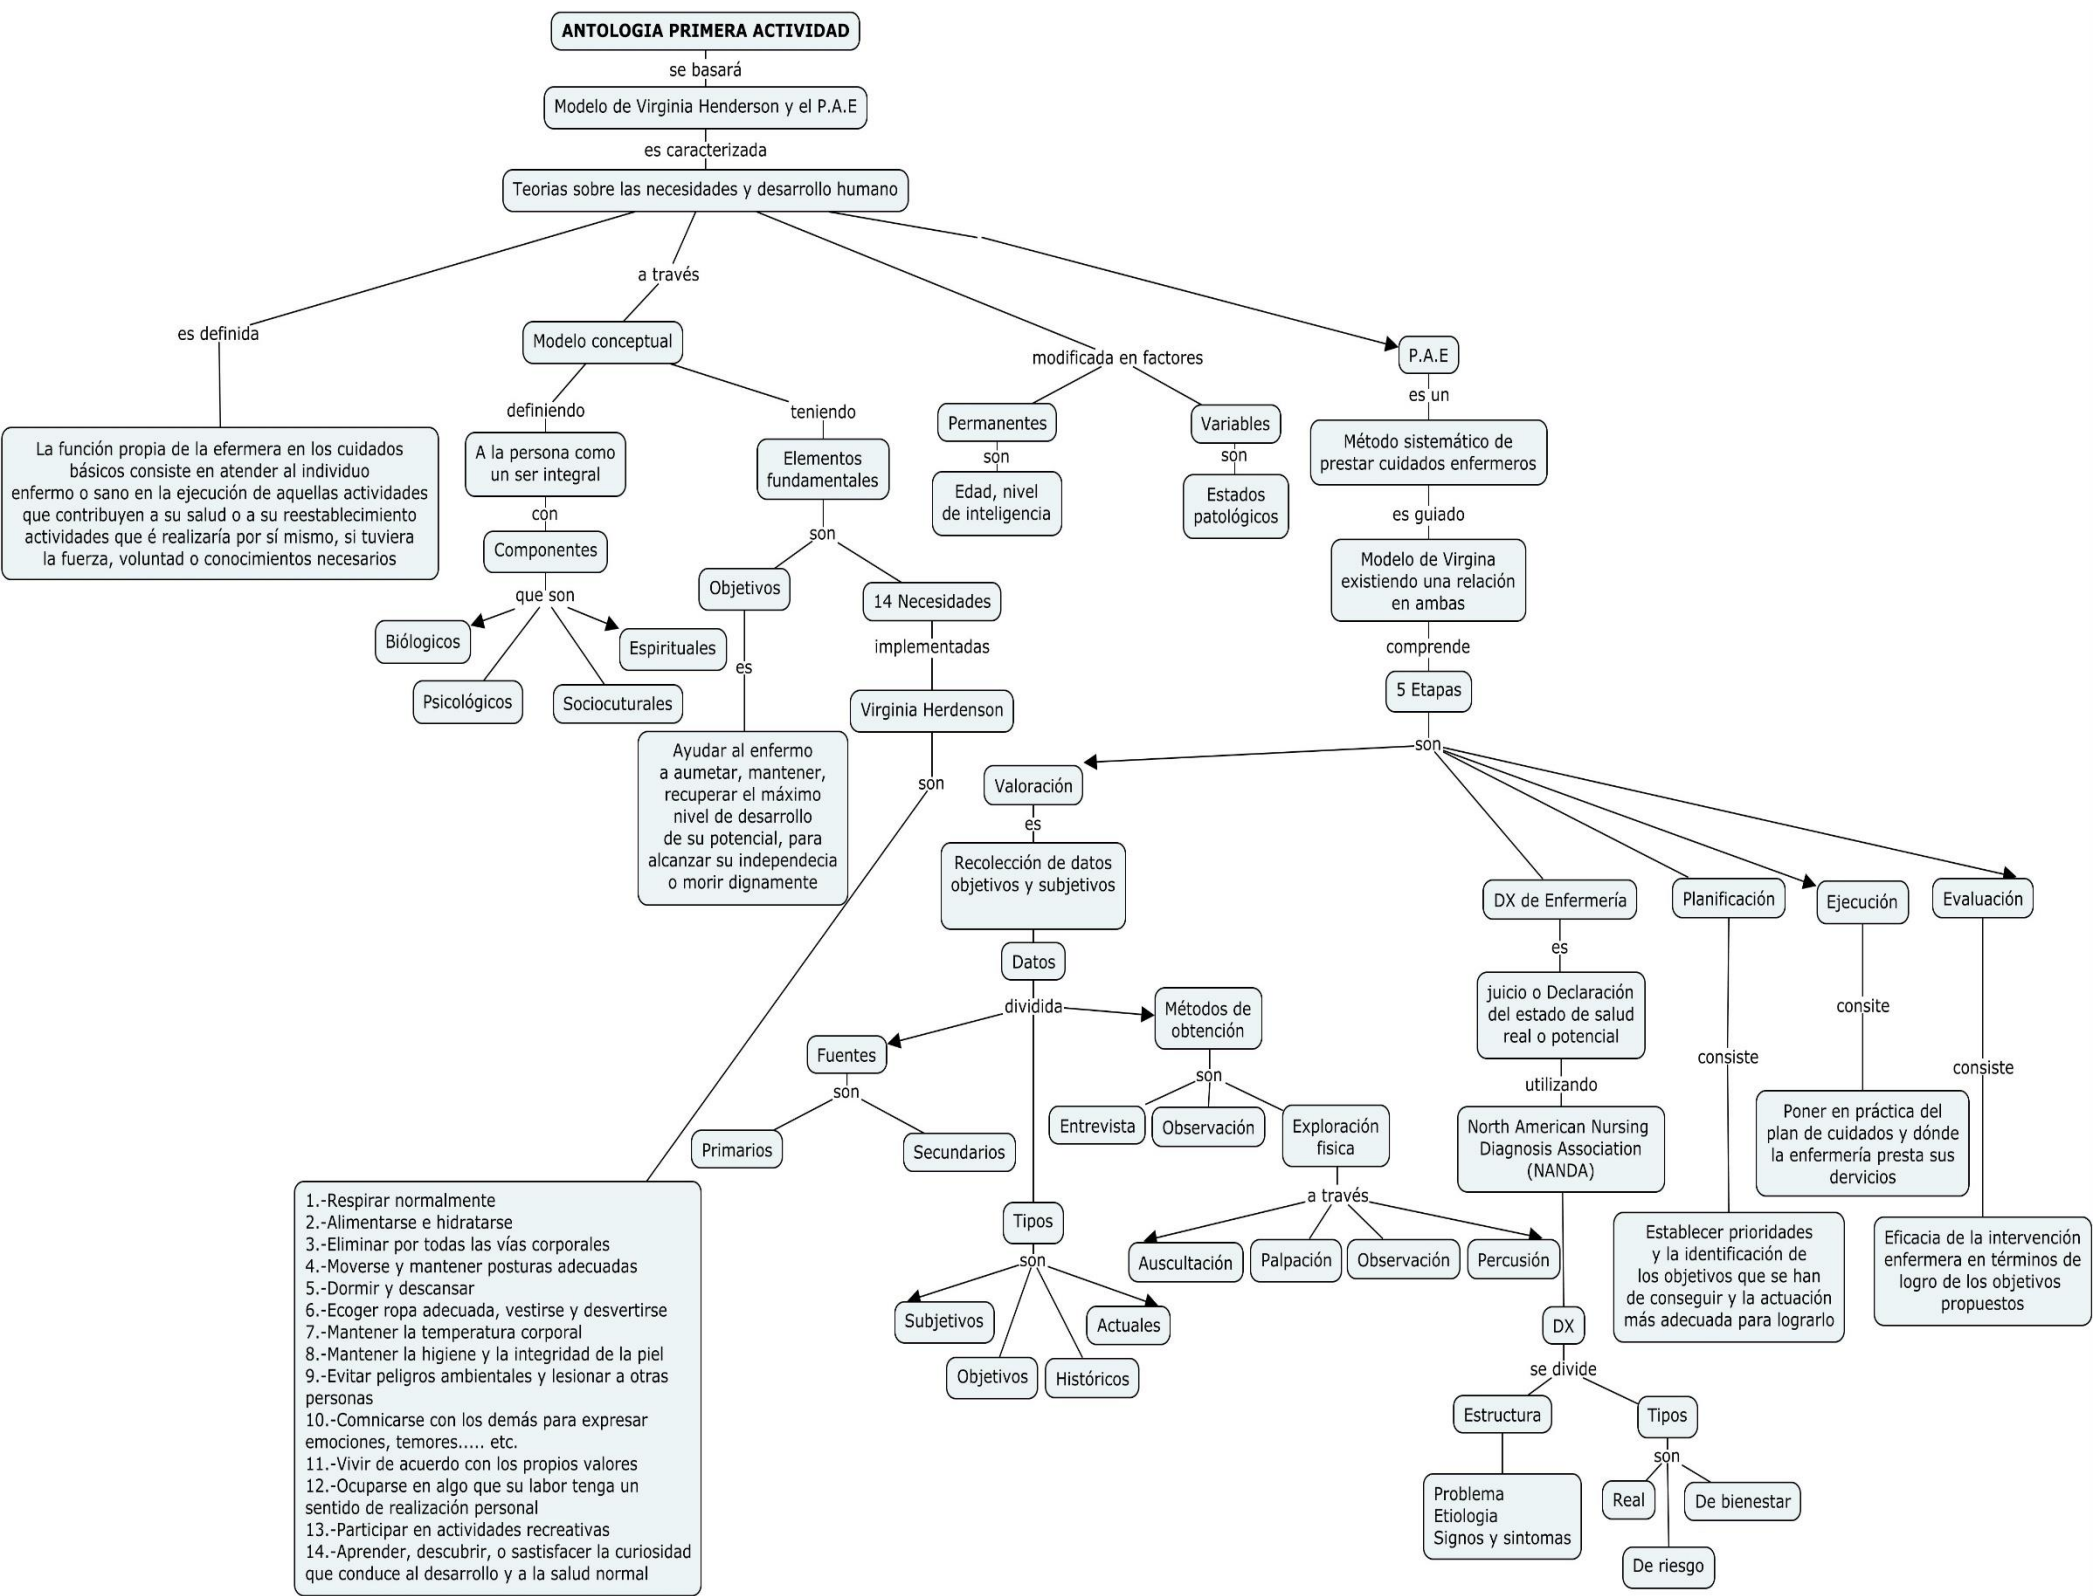 ANTOLOGIA PRIMERA ACTIVIDAD
se basará
Modelo de Virginia Henderson y el P.A.E
es caracterizada
Teorias sobre las necesidades y desarrollo humano
es definida
La función propia de la efermera en los cuidados
básicos consiste en atender al individuo
enfermo o sano en la ejecución de aquellas actividades
que contribuyen a su salud o a su reestablecimiento
actividades que é realizaría por sí mismo, si tuviera
la fuerza, voluntad o conocimientos necesarios
a través
Modelo conceptual
definiendo
A la persona como
un ser integral
con
Componentes
que son
Biólogicos
Psicológicos
Sociocuturales
Espirituales
teniendo
Elementos
fundamentales
son
Objetivos
es
Ayudar al enfermo
a aumetar, mantener,
recuperar el máximo
nivel de desarrollo
de su potencial, para
alcanzar su independecia
o morir dignamente
14 Necesidades
implementadas
Virginia Herdenson
son
1.-Respirar normalmente
2.-Alimentarse e hidratarse
3.-Eliminar por todas las vías corporales
4.-Moverse y mantener posturas adecuadas
5.-Dormir y descansar
6.-Ecoger ropa adecuada, vestirse y desvertirse
7.-Mantener la temperatura corporal
8.-Mantener la higiene y la integridad de la piel
9.-Evitar peligros ambientales y lesionar a otras
personas
10.-Comnicarse con los demás para expresar
emociones, temores..... etc.
11.-Vivir de acuerdo con los propios valores
12.-Ocuparse en algo que su labor tenga un
sentido de realización personal
13.-Participar en actividades recreativas
14.-Aprender, descubrir, o sastisfacer la curiosidad
que conduce al desarrollo y a la salud normal
modificada en factores
Permanentes
son
Edad, nivel
de inteligencia
Variables
son
Estados
patológicos
P.A.E
es un
Método sistemático de
prestar cuidados enfermeros
es guiado
Modelo de Virgina
existiendo una relación
en ambas
comprende
5 Etapas
son
Valoración
es
Recolección de datos
objetivos y subjetivos
Datos
dividida
Fuentes
son
Primarios
Secundarios
Tipos
son
Subjetivos
Objetivos
Históricos
Actuales
Métodos de
obtención
son
Entrevista
Observación
Exploración
fisica
a través
Auscultación
Palpación
Observación
Percusión
DX de Enfermería
es
juicio o Declaración
del estado de salud
real o potencial
utilizando
North American Nursing
Diagnosis Association
(NANDA)
DX
se divide
Estructura
Problema
Etiologia
Signos y sintomas
Tipos
son
Real
De riesgo
De bienestar
Planificación
consiste
Establecer prioridades
y la identificación de
los objetivos que se han
de conseguir y la actuación
más adecuada para lograrlo
Ejecución
consite
Poner en práctica del
plan de cuidados y dónde
la enfermería presta sus
dervicios
Evaluación
consiste
Eficacia de la intervención
enfermera en términos de
logro de los objetivos
propuestos